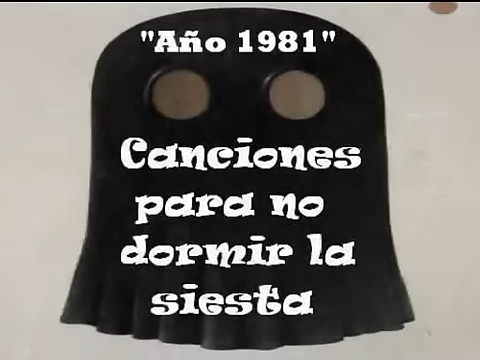 "Año 1981"
Canciones
para no
dormir la
siesta